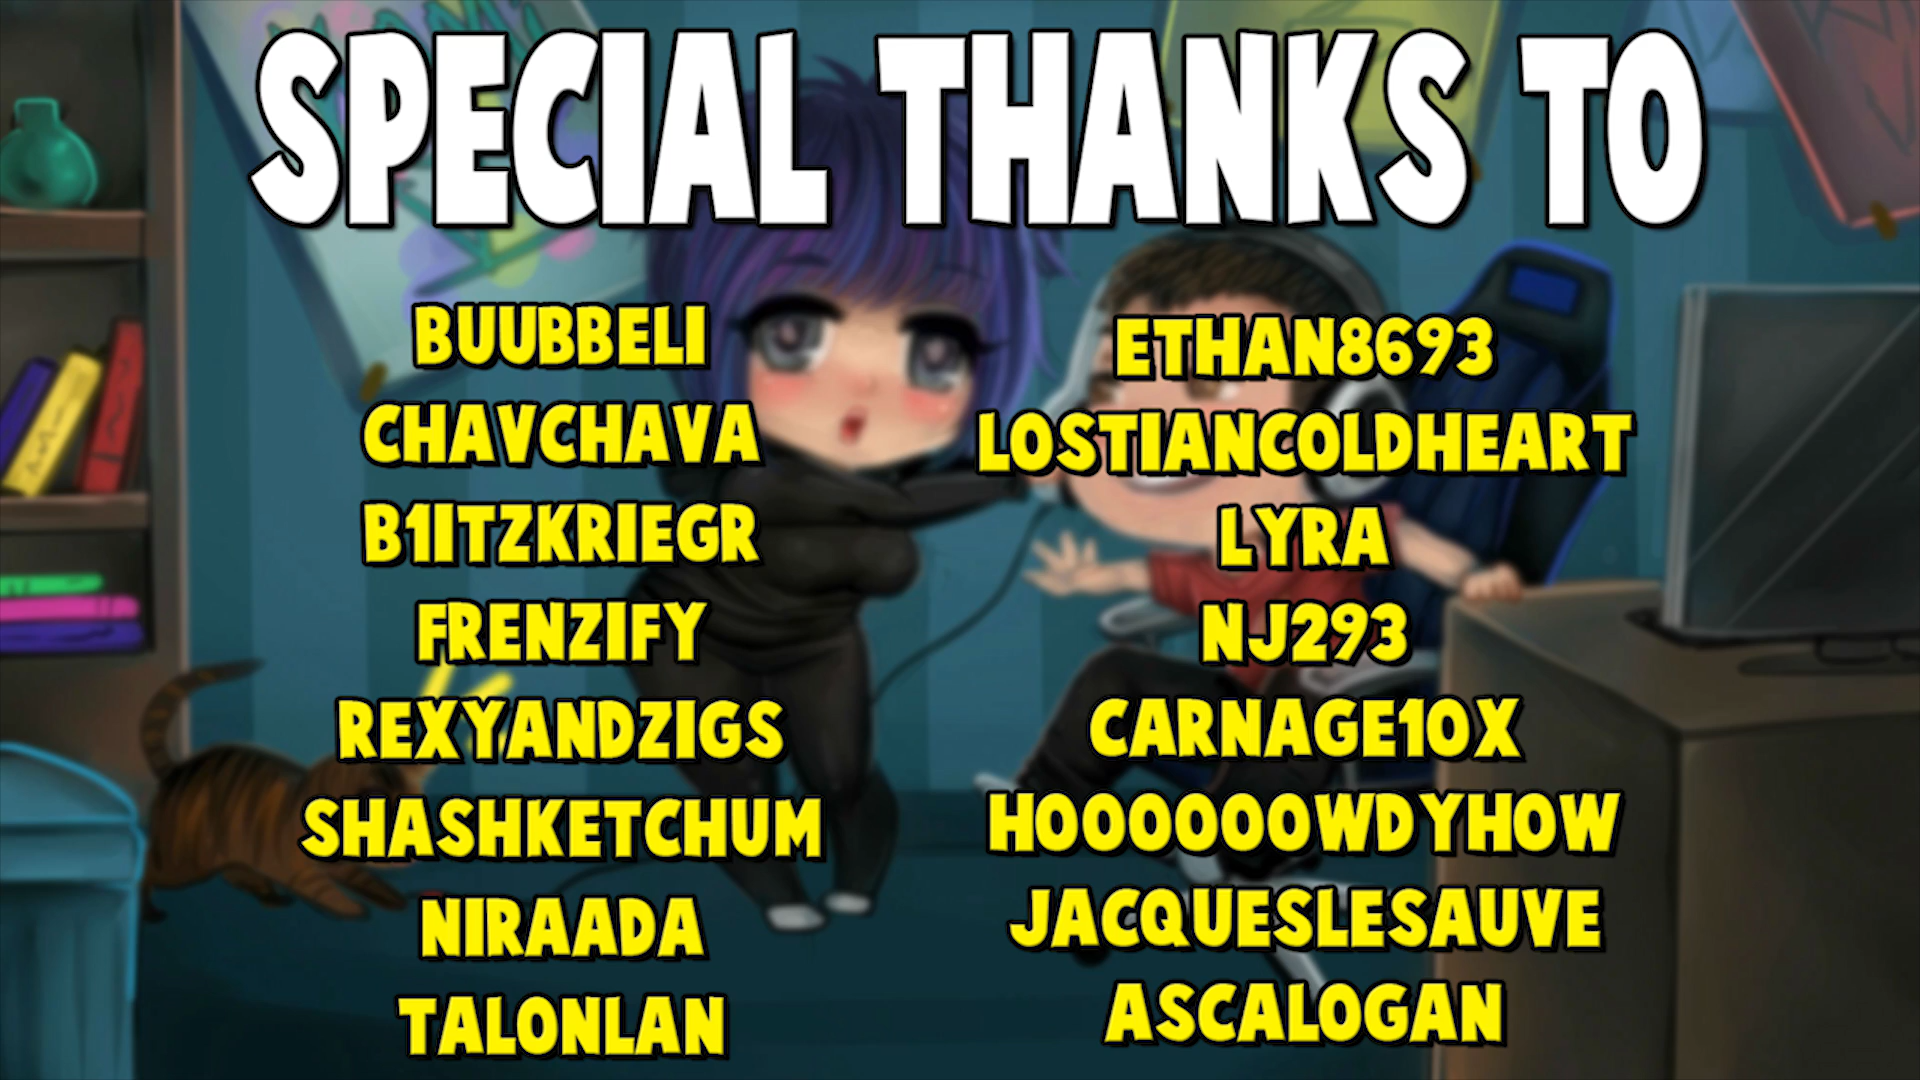 SPECIAL THANKS TO
BUUBBELI
CHAVCHAVA
B1ITZKRIEGR
FRENZIFY
REXYANDZIGS
SHASHKETCHUM
NIRAADA
TALONLAN
ETHAN8693
LOSTIANCOLDHEART
LYRA
NJ293
CARNAGE10X
HOOOOOOWDYHOW
JACQUESLESAUVE
ASCALOGAN